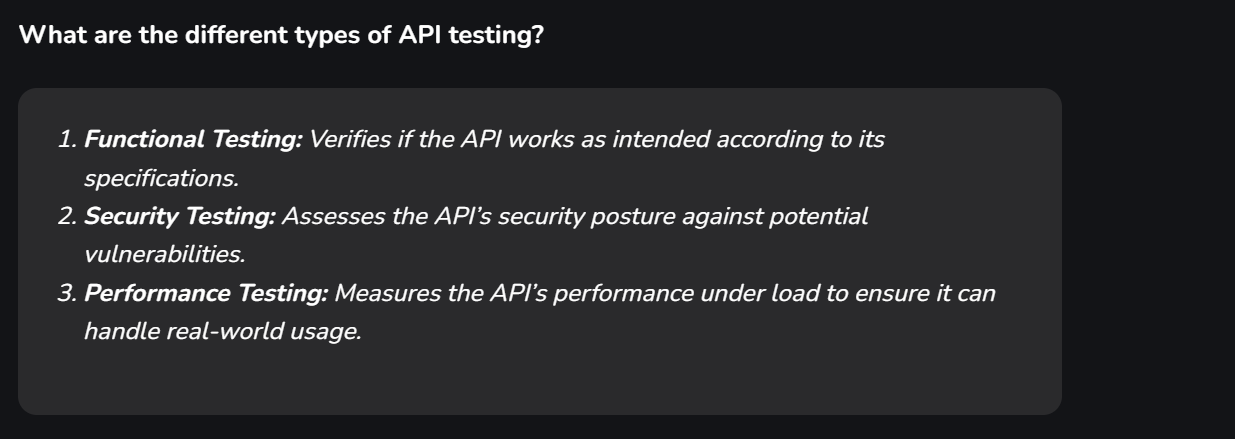 What are the different types of API testing?
1. Functional Testing: Verifies if the API works as intended according to its
specifications.
2. Security Testing: Assesses the API’s security posture against potential
vulnerabilities.
3. Performance Testing: Measures the API’s performance under load to ensure it can
handle real-world usage.